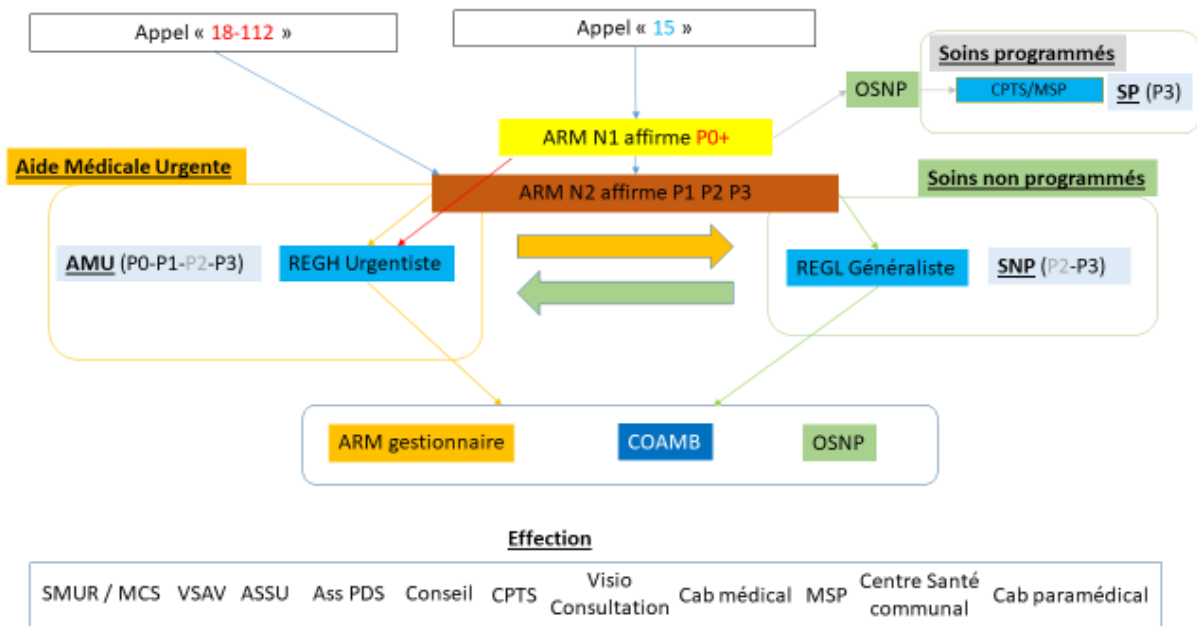 Appel « 18-112 »
Appel « 15 »
Soins programmés
OSNP
CPTS/MSP
SP (P3)
ARM N1 affirme P0+
Aide Médicale Urgente
ARM N2 affirme P1 P2 P3
Soins non programmés
AMU (P0-P1-P2-P3)
REGH Urgentiste
REGL Généraliste
SNP (P2-P3)
ARM gestionnaire
COAMB
OSNP
Effection
SMUR / MCS
VSAV
ASSU
Ass PDS
Conseil
CPTS
Visio
Consultation
Cab médical
MSP
Centre Santé
communal
Cab paramédical